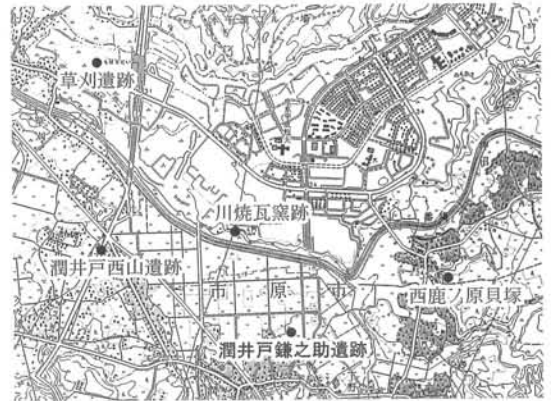 草刈遺跡
川焼瓦窯跡
潤井戸西山遺跡
西鹿ノ原貝塚
市原市
潤井戸鎌之助遺跡